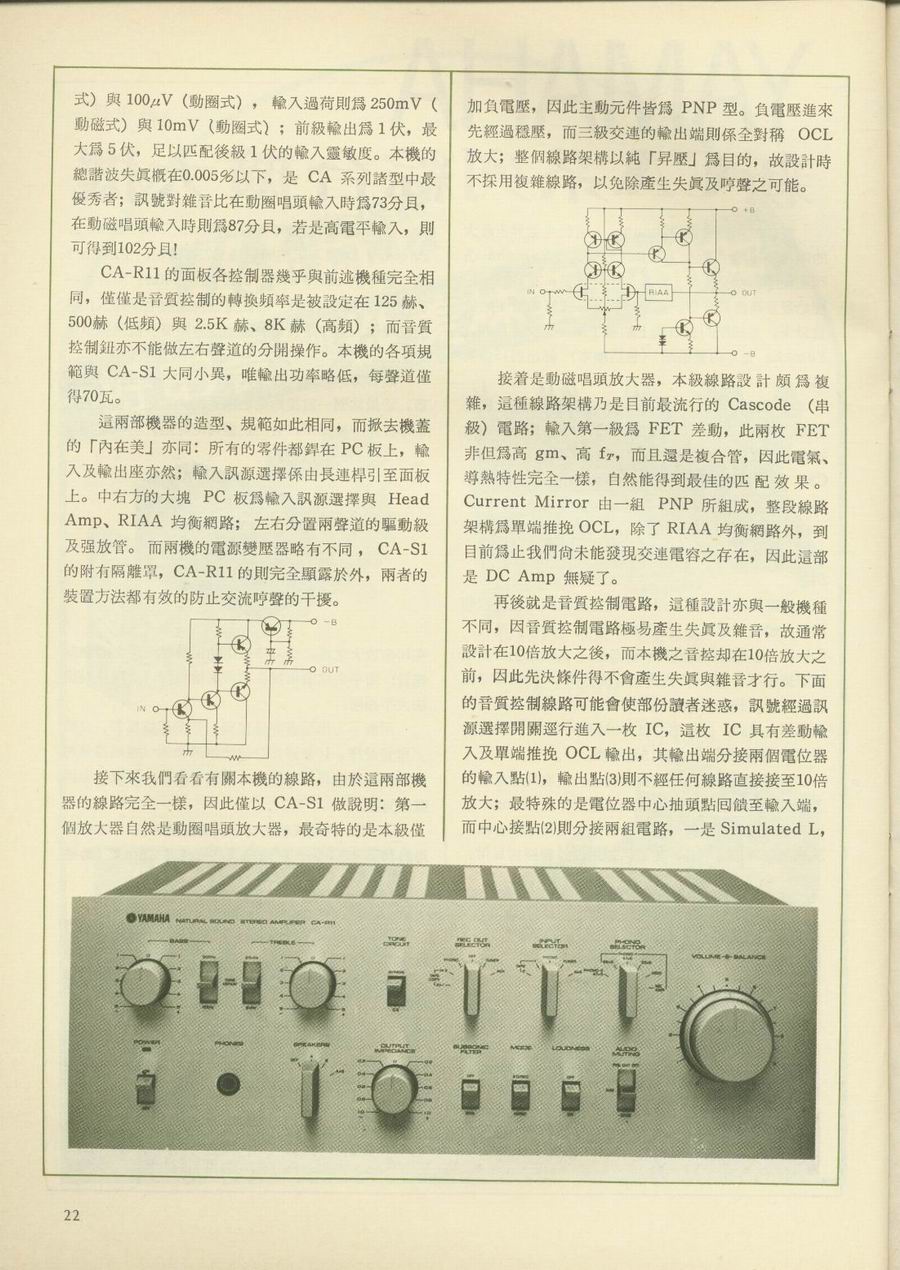 式）與 100μV（動圈式），輸入過荷則爲 250mV（
動磁式）與10mV（動圈式）；前級輸出爲 1 伏，最
大爲 5 伏，足以匹配後級 1 伏的輸入靈敏度。本機的
總諧波失眞概在0.005%以下，是 CA 系列諸型中最
優秀者；訊號對雜音比在動圈唱頭輸入時爲73分貝，
在動磁唱頭輸入時則爲87分貝，若是高電平輸入，則
可得到102分貝!
CA-R11 的面板各控制器幾乎與前述機種完全相
同，僅僅是音質控制的轉換頻率是被設定在 125 赫、
500赫（低頻）與 2.5K 赫、8K 赫（高頻）；而音質
控制鈕亦不能做左右聲道的分開操作。本機的各項規
範與 CA-S1 大同小異，唯輸出功率略低，每聲道僅
得70瓦。
這兩部機器的造型、規範如此相同，而掀去機蓋
的「內在美」亦同：所有的零件都銲在 PC 板上，輸
入及輸出座亦然；輸入訊源選擇係由長連桿引至面板
上。中右方的大塊 PC 板爲輸入訊源選擇與 Head
Amp、RIAA 均衡網路；左右分置兩聲道的驅動級
及强放管。而兩機的電源變壓器略有不同，CA-S1
的附有隔離罩，CA-R11 的則完全顯露於外，兩者的
裝置方法都有效的防止交流哼聲的干擾。
－B
OUT
IN
接下來我們看看有關本機的線路，由於這兩部機
器的線路完全一樣，因此僅以 CA-S1 做說明：第一
個放大器自然是動圈唱頭放大器，最奇特的是本級僅
加負電壓，因此主動元件皆爲 PNP 型。負電壓進來
先經過穩壓，而三級交連的輸出端則係全對稱 OCL
放大；整個線路架構以純「昇壓」爲目的，故設計時
不採用複雜線路，以免除產生失眞及哼聲之可能。
＋B
IN
RIAA
OUT
－B
接着是動磁唱頭放大器，本級線路設計頗爲複
雜，這種線路架構乃是目前最流行的 Cascode （串
級）電路；輸入第一級爲 FET 差動，此兩枚 FET
非但爲高 gm、高 fT，而且還是複合管，因此電氣、
導熱特性完全一樣，自然能得到最佳的匹配效果。
Current Mirror 由一組 PNP 所組成，整段線路
架構爲單端推挽 OCL，除了 RIAA 均衡網路外，到
目前爲止我們尙未能發現交連電容之存在，因此這部
是 DC Amp 無疑了。
再後就是音質控制電路，這種設計亦與一般機種
不同，因音質控制電路極易產生失眞及雜音，故通常
設計在10倍放大之後，而本機之音控却在10倍放大之
前，因此先決條件得不會產生失眞與雜音才行。下面
的音質控制線路可能會使部份讀者迷惑，訊號經過訊
源選擇開關逕行進入一枚 IC，這枚 IC 具有差動輸
入及單端推挽 OCL 輸出，其輸出端分接兩個電位器
的輸入點(1)，輸出點(3)則不經任何線路直接接至10倍
放大；最特殊的是電位器中心抽頭點回饋至輸入端，
而中心接點(2)則分接兩組電路，一是 Simulated L，
YAMAHA NATURAL SOUND STEREO AMPLIFIER CA-R11
BASS
TREBLE
TONE CIRCUIT
REC OUT SELECTOR
INPUT SELECTOR
PHONO SELECTOR
VOLUME-&-BALANCE
POWER
PHONES
SPEAKERS
OUTPUT IMPEDANCE
SUBSONIC FILTER
MODE
LOUDNESS
AUDIO MUTING
22